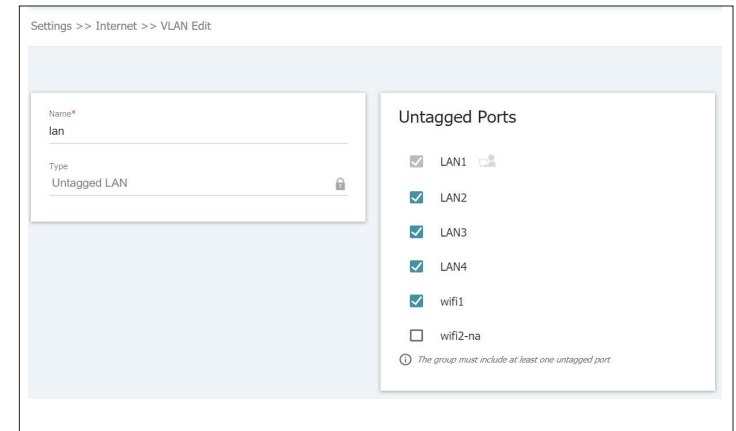 Settings >> Internet >> VLAN Edit
Name*
lan
Type
Untagged LAN
Untagged Ports
LAN1
LAN2
LAN3
LAN4
wifi1
wifi2-na
The group must include at least one untagged port